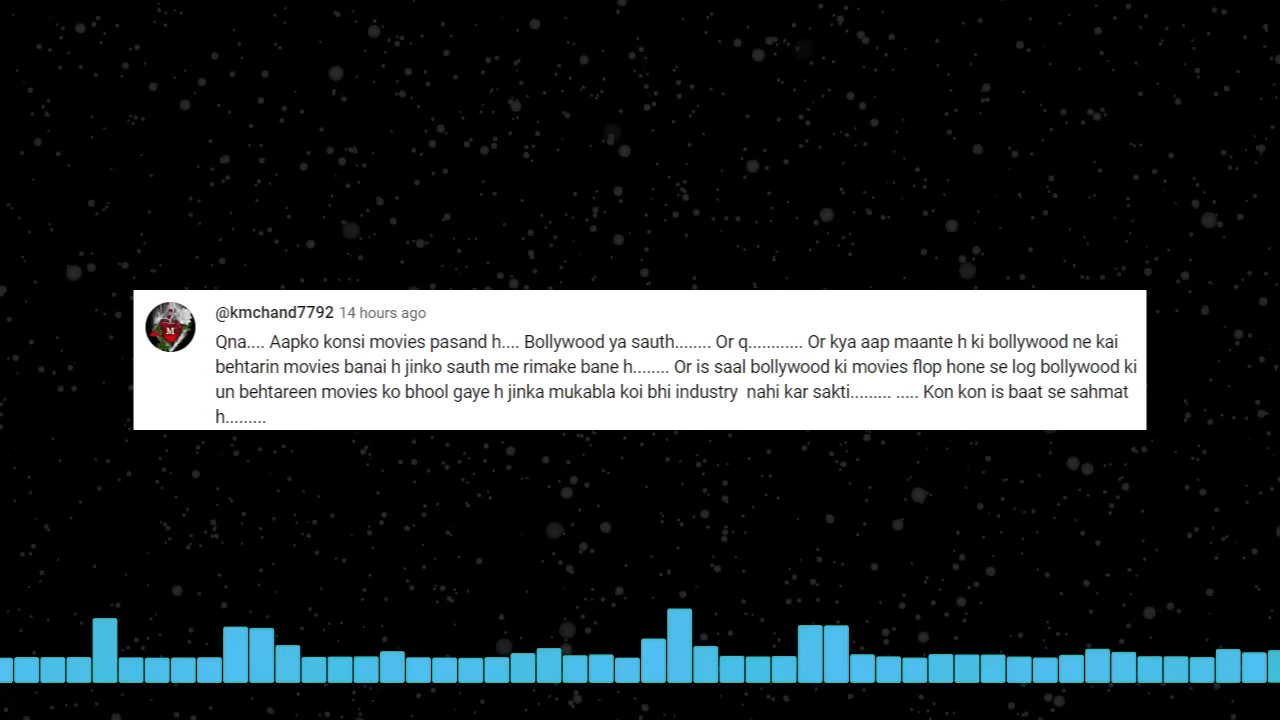 @kmchand7792 14 hours ago
Qna.... Aapko konsi movies pasand h.... Bollywood ya sauth........ Or q............ Or kya aap maante h ki bollywood ne kai
behtarin movies banai h jinko sauth me rimake bane h........ Or is saal bollywood ki movies flop hone se log bollywood ki
un behtareen movies ko bhool gaye h jinka mukabla koi bhi industry  nahi kar sakti......... ..... Kon kon is baat se sahmat
h.........
M